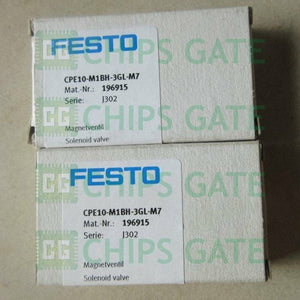 FESTO
CPE10-M1BH-3GL-M7
Mat.-Nr.: 196915
Serie: J302
Magnetventil
Solenoid valve
CHIPS GATE
FESTO
CPE10-M1BH-3GL-M7
Mat.-Nr.: 196915
Serie: J302
Magnetventil
Solenoid valve
CHIPS GATE